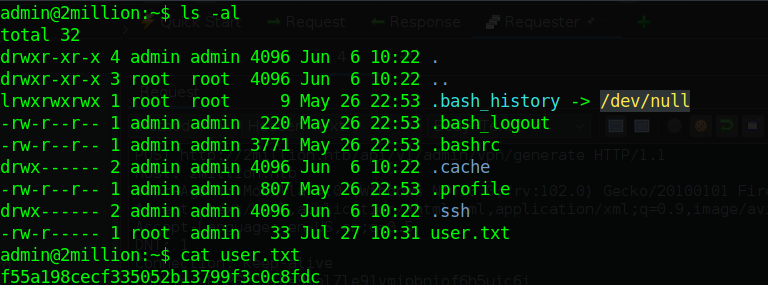 admin@2million:~$ ls -al
total 32
drwxr-xr-x 4 admin admin 4096 Jun  6 10:22 .
drwxr-xr-x 3 root  root  4096 Jun  6 10:22 ..
lrwxrwxrwx 1 root  root     9 May 26 22:53 .bash_history -> /dev/null
-rw-r--r-- 1 admin admin  220 May 26 22:53 .bash_logout
-rw-r--r-- 1 admin admin 3771 May 26 22:53 .bashrc
drwx------ 2 admin admin 4096 Jun  6 10:22 .cache
-rw-r--r-- 1 admin admin  807 May 26 22:53 .profile
drwx------ 2 admin admin 4096 Jun  6 10:22 .ssh
-rw-r----- 1 root  admin   33 Jul 27 10:31 user.txt
admin@2million:~$ cat user.txt
f55a198cecf335052b13799f3c0c8fdc